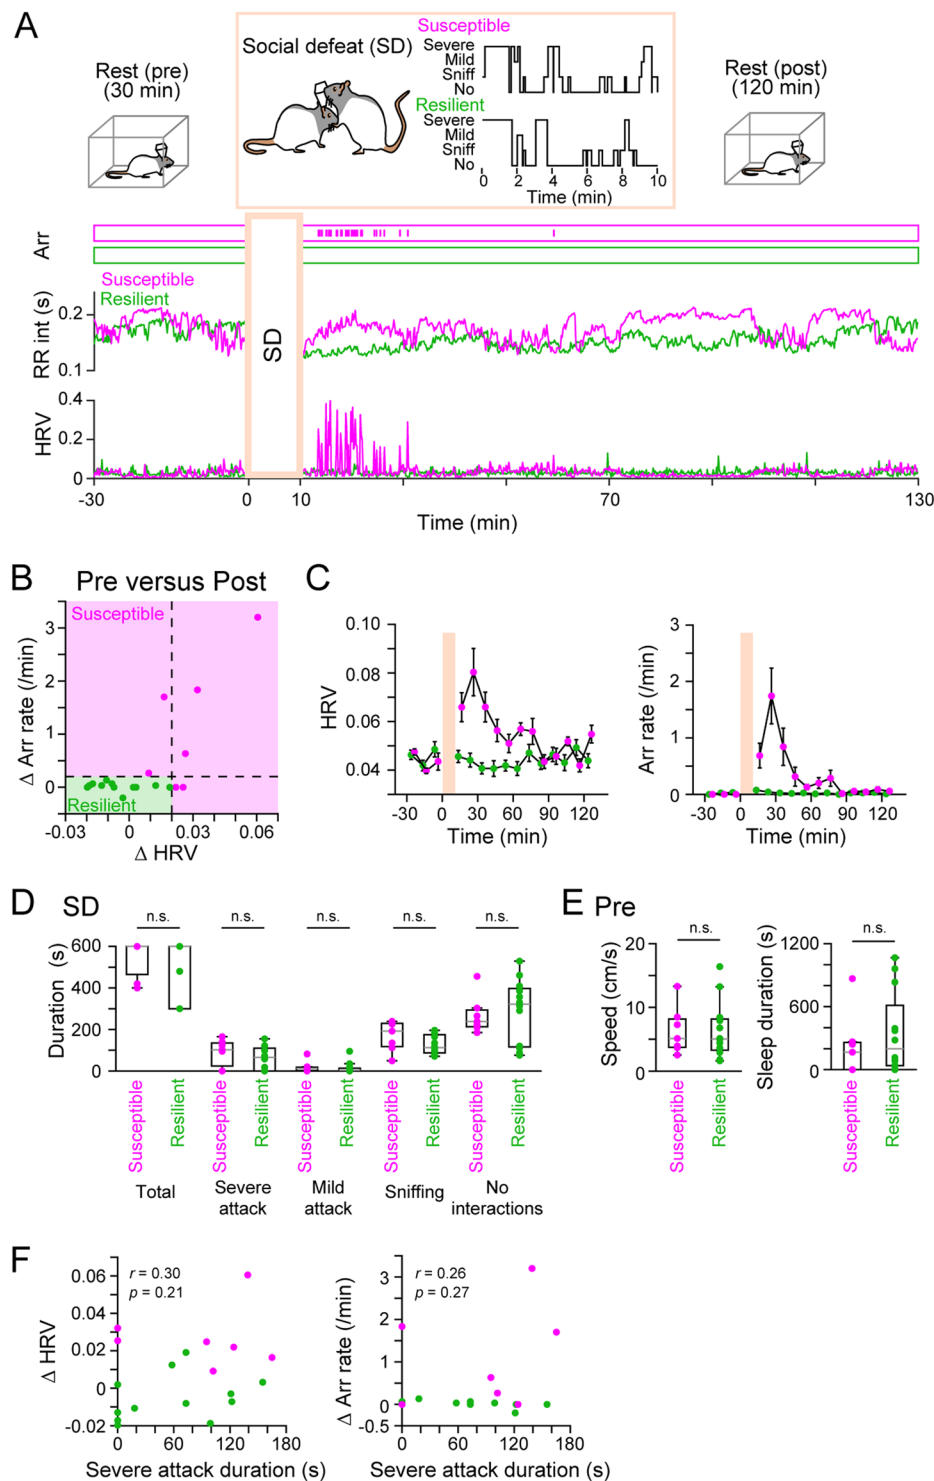 A
Rest (pre)
(30 min)
Social defeat (SD)
Susceptible
Severe
Mild
Sniff
No
Resilient
Severe
Mild
Sniff
No
0 2 4 6 8 10
Time (min)
Rest (post)
(120 min)
Arr
Susceptible
Resilient
RR int (s)
0.2
0.1
SD
HRV
0.4
0.2
0
-30 0 10 70 130
Time (min)
B
Pre versus Post
Susceptible
Resilient
Δ Arr rate (/min)
3
2
1
0
-0.03 0 0.03 0.06
Δ HRV
C
HRV
0.10
0.08
0.06
0.04
-30 0 30 60 90 120
Time (min)
Arr rate (/min)
3
2
1
0
-30 0 30 60 90 120
Time (min)
D
SD
n.s. n.s. n.s. n.s. n.s.
Duration (s)
600
400
200
0
Susceptible Resilient Susceptible Resilient Susceptible Resilient Susceptible Resilient Susceptible Resilient
Total
Severe
attack
Mild
attack
Sniffing
No
interactions
E
Pre
n.s.
Speed (cm/s)
20
10
0
Susceptible Resilient
n.s.
Sleep duration (s)
1200
600
0
Susceptible Resilient
F
r = 0.30
p = 0.21
Δ HRV
0.06
0.04
0.02
0
-0.02
0 60 120 180
Severe attack duration (s)
r = 0.26
p = 0.27
Δ Arr rate (/min)
3
2
1
0
-0.5
0 60 120 180
Severe attack duration (s)